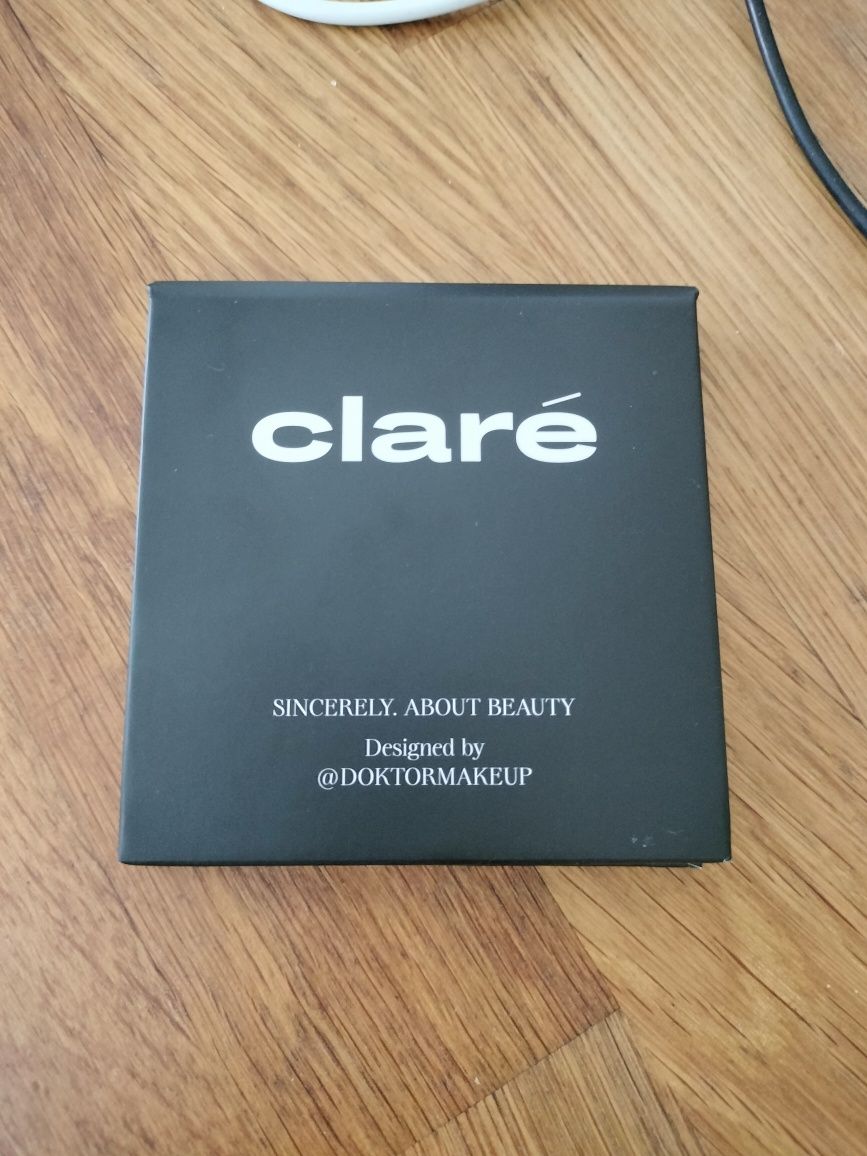 claré
SINCERELY. ABOUT BEAUTY
Designed by
@DOKTORMAKEUP